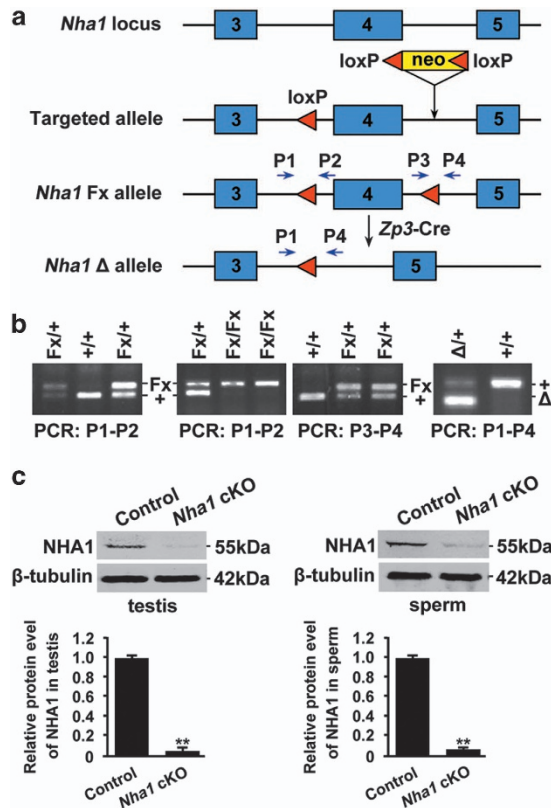 a
Nha1 locus
3
4
5
loxP
neo
loxP
Targeted allele
loxP
3
4
5
Nha1 Fx allele
P1
P2
P3
P4
3
4
5
Zp3-Cre
Nha1 Δ allele
P1
P4
3
5
b
Fx/+
+/+
Fx/+
Fx
+
PCR: P1-P2
Fx/+
Fx/Fx
Fx/Fx
PCR: P1-P2
+/+
Fx/+
Fx/+
Fx
+
PCR: P3-P4
Δ/+
+/+
+
Δ
PCR: P1-P4
c
Control
Nha1 cKO
NHA1
55kDa
β-tubulin
42kDa
testis
Relative protein evel
of NHA1 in testis
1.2
1.0
0.8
0.6
0.4
0.2
0
**
Control
Nha1 cKO
Control
Nha1 cKO
NHA1
55kDa
β-tubulin
42kDa
sperm
Relative protein evel
of NHA1 in sperm
1.2
1.0
0.8
0.6
0.4
0.2
0
**
Control
Nha1 cKO